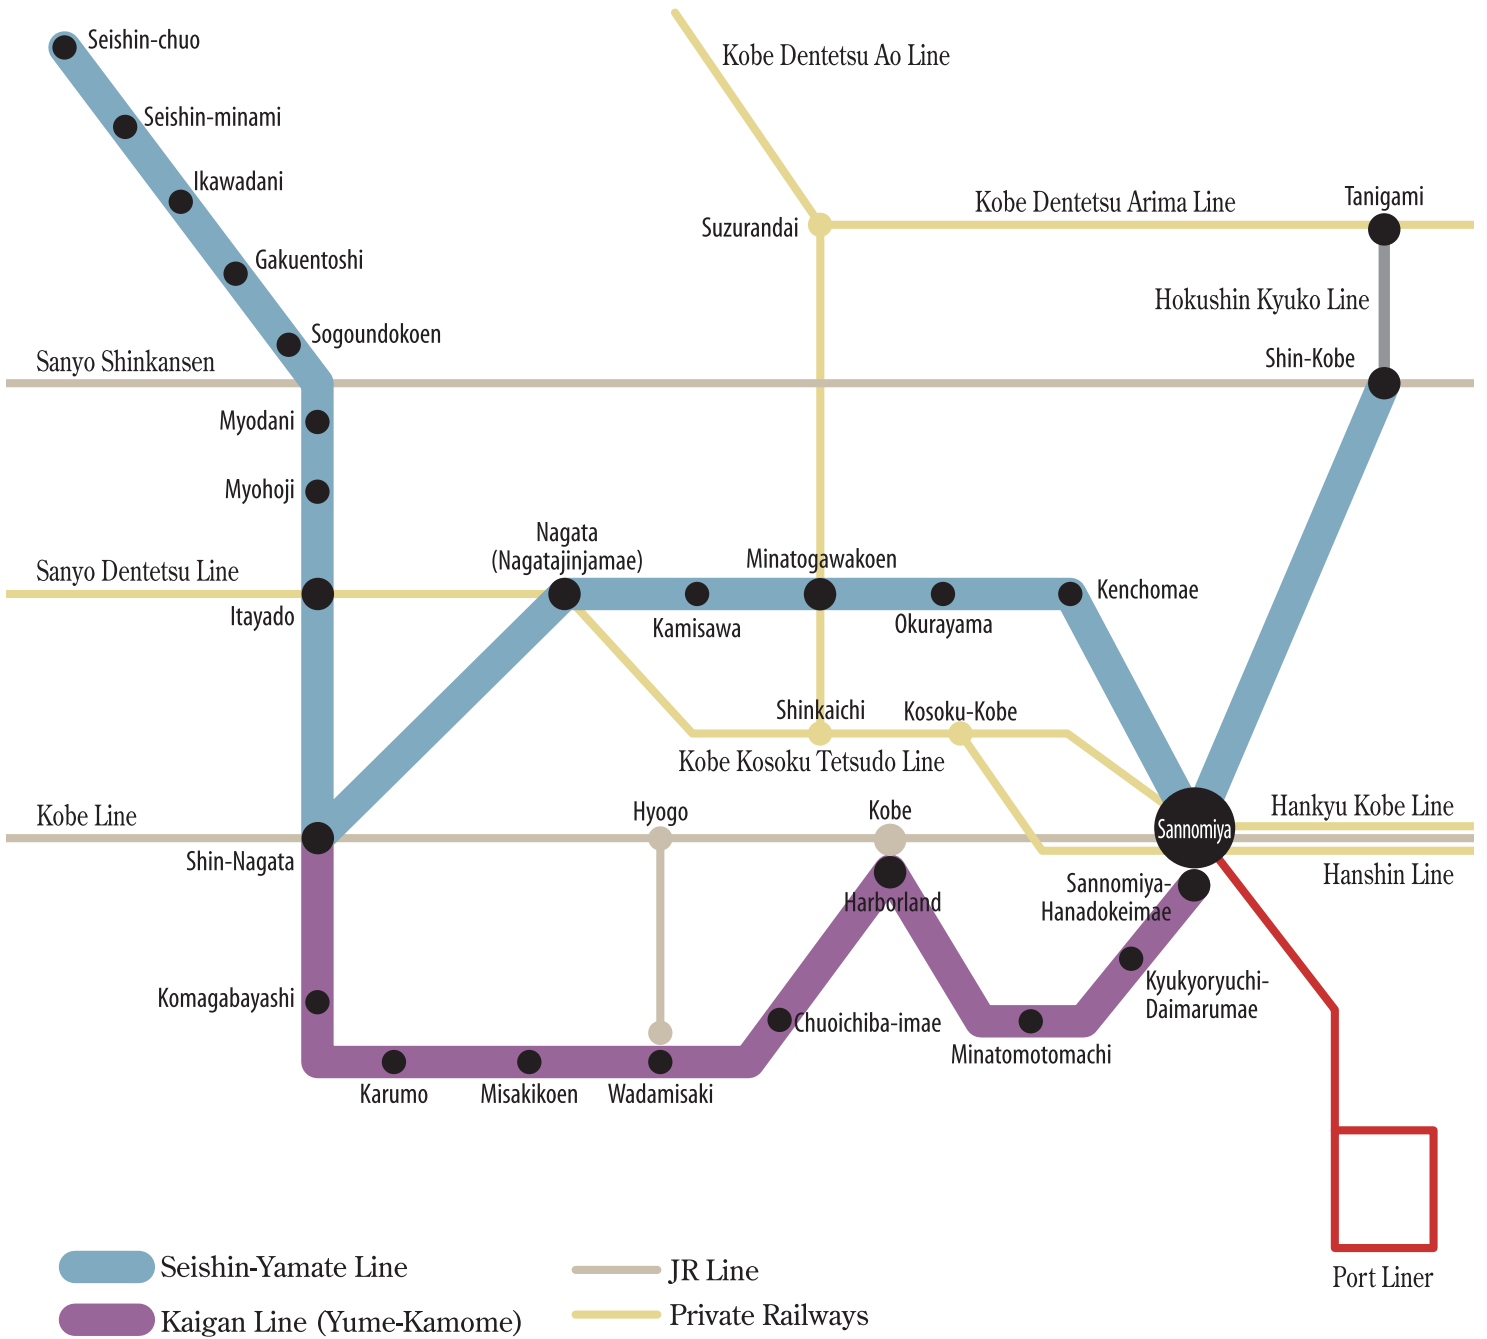 Seishin-chuo
Kobe Dentetsu Ao Line
Seishin-minami
Ikawadani
Kobe Dentetsu Arima Line
Tanigami
Suzurandai
Gakuentoshi
Hokushin Kyuko Line
Sogoundokoen
Sanyo Shinkansen
Shin-Kobe
Myodani
Myohoji
Nagata
(Nagatajinjamae)
Minatogawakoen
Sanyo Dentetsu Line
Kenchomae
Itayado
Kamisawa
Okurayama
Shinkaichi
Kosoku-Kobe
Kobe Kosoku Tetsudo Line
Kobe Line
Hyogo
Kobe
Hankyu Kobe Line
Sannomiya
Shin-Nagata
Hanshin Line
Sannomiya-
Hanadokeimae
Harborland
Komagabayashi
Kyukyoryuchi-
Daimarumae
Chuoichiba-imae
Minatomotomachi
Karumo
Misakikoen
Wadamisaki
Port Liner
Seishin-Yamate Line
JR Line
Kaigan Line (Yume-Kamome)
Private Railways